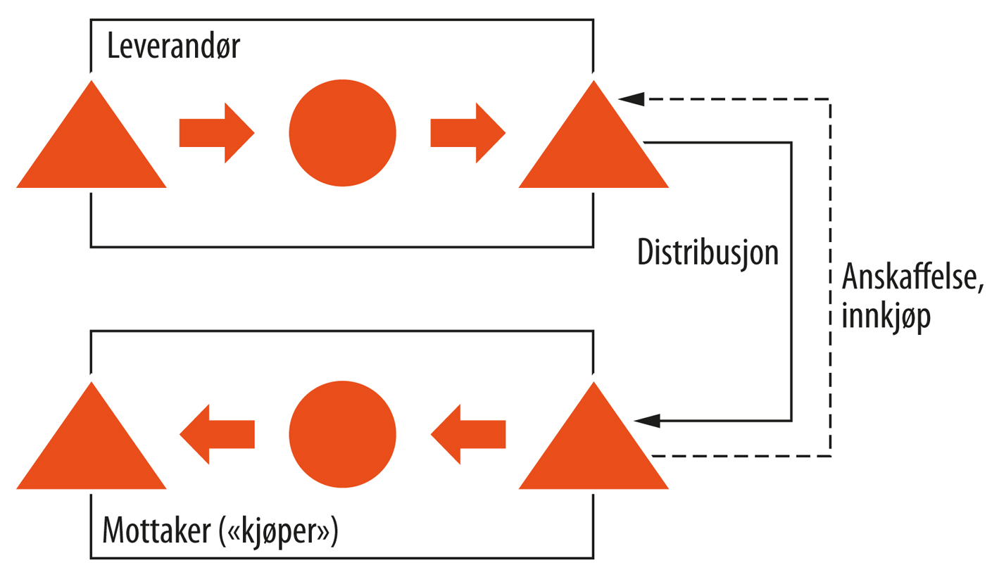 Leverandør
Distribusjon
Anskaffelse,
innkjøp
Mottaker («kjøper»)